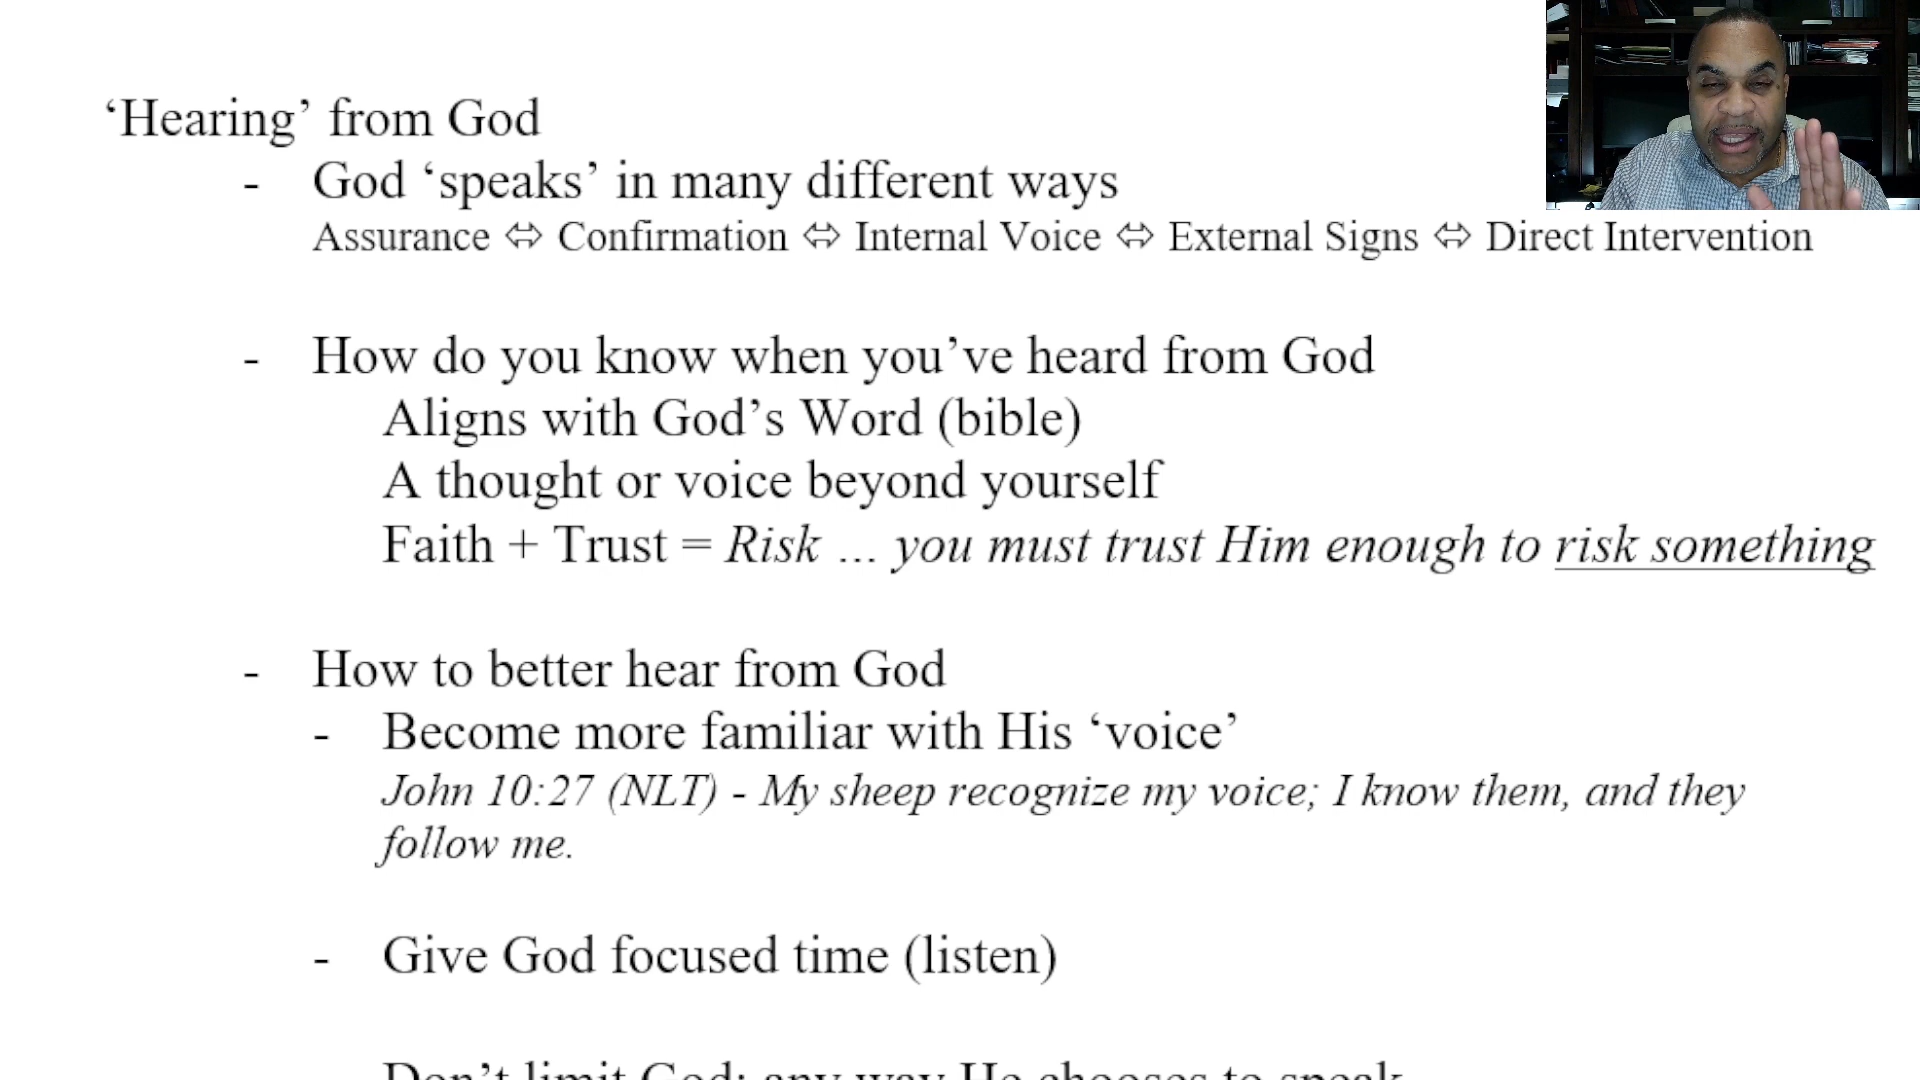 ‘Hearing’ from God
- God ‘speaks’ in many different ways
Assurance ⇔ Confirmation ⇔ Internal Voice ⇔ External Signs ⇔ Direct Intervention
- How do you know when you’ve heard from God
Aligns with God’s Word (bible)
A thought or voice beyond yourself
Faith + Trust = Risk ... you must trust Him enough to risk something
- How to better hear from God
- Become more familiar with His ‘voice’
John 10:27 (NLT) - My sheep recognize my voice; I know them, and they
follow me.
- Give God focused time (listen)
Don’t limit God; any way He chooses to speak